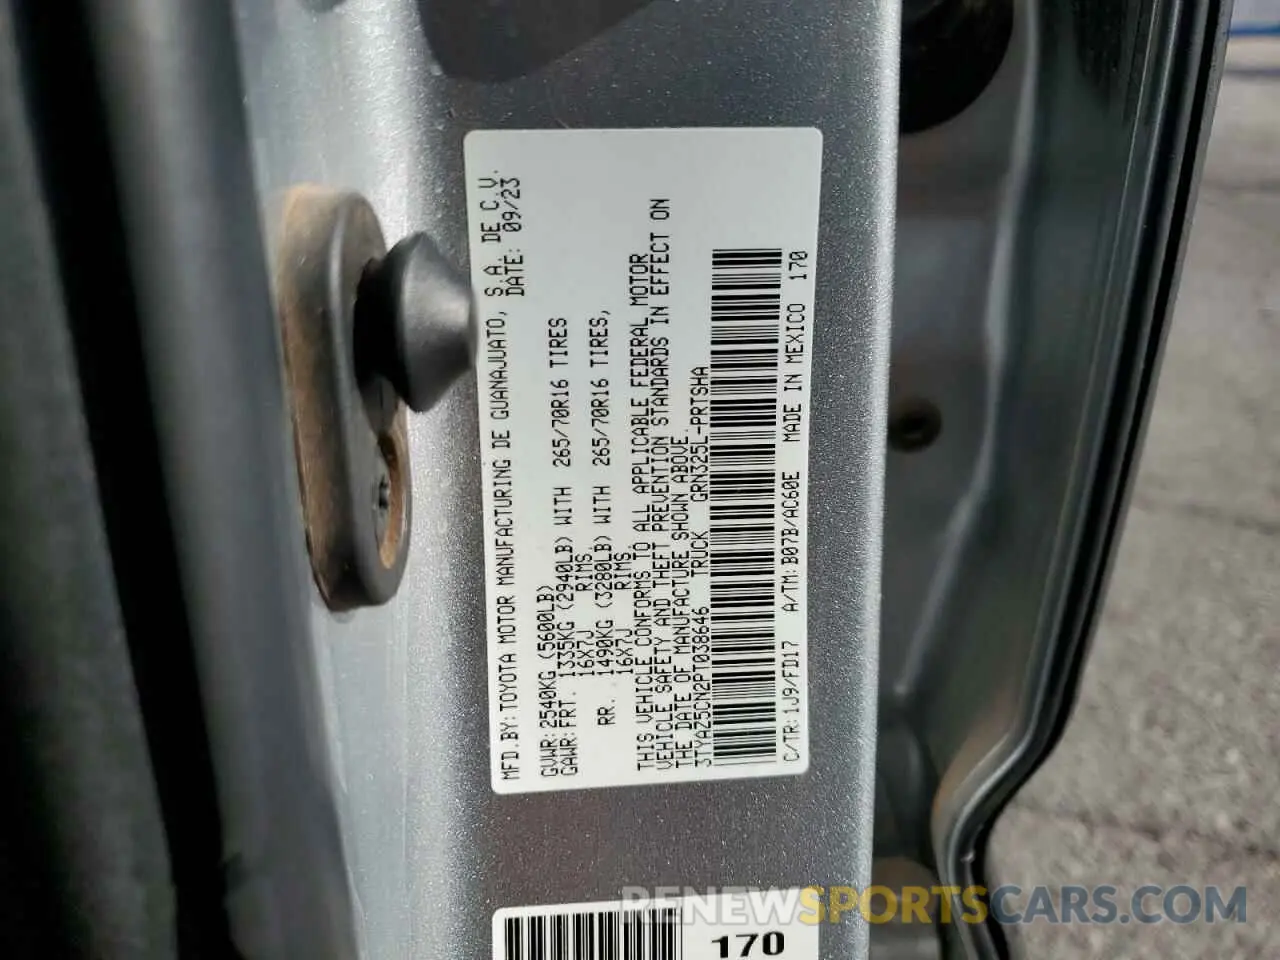 MFD.BY:TOYOTA MOTOR MANUFACTURING DE GUANAJUATO, S.A. DE C.V.
DATE: 09/23
GVWR:2540KG (5600LB)
GAWR:FRT. 1335KG (2940LB) WITH 265/70R16 TIRES
16X7J RIMS,
RR. 1490KG (3280LB) WITH 265/70R16 TIRES,
16X7J RIMS
THIS VEHICLE CONFORMS TO ALL APPLICABLE FEDERAL MOTOR
VEHICLE SAFETY AND THEFT PREVENTION STANDARDS IN EFFECT ON
THE DATE OF MANUFACTURE SHOWN ABOVE.
3TYAZ5CN2PT038646 TRUCK GRN325L-PRTSHA
C/TR:1J9/FD17 A/TM:B07B/AC60E MADE IN MEXICO 170
170
RENEWSPORTSCARS.COM